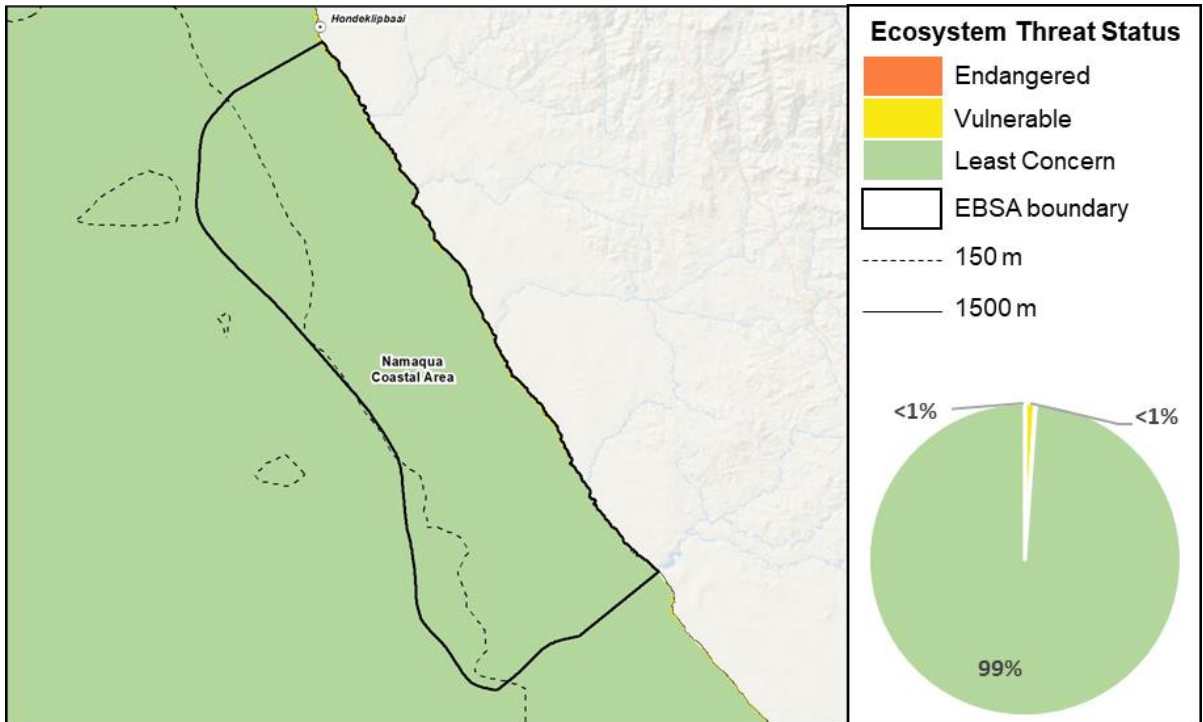 Hondeklipbaai
Namaqua
Coastal Area
Ecosystem Threat Status
Endangered
Vulnerable
Least Concern
EBSA boundary
150 m
1500 m
<1%
<1%
99%